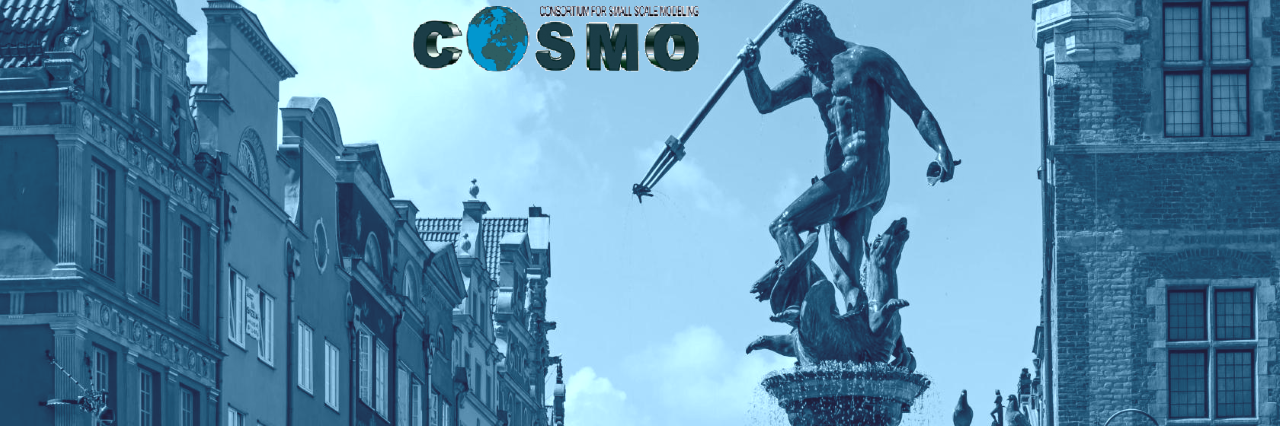 CONSORTIUM FOR SMALL SCALE MODELING
COSMO